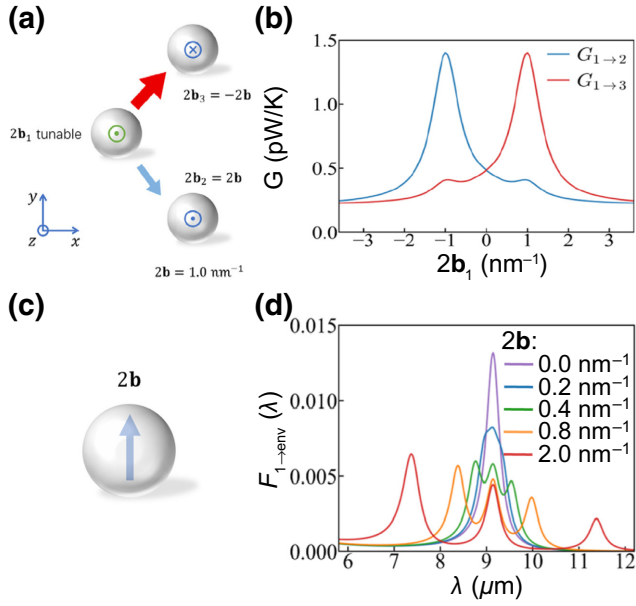 (a)
2b₃ = −2b
2b₁ tunable
2b₂ = 2b
y
z
x
2b = 1.0 nm⁻¹
(b)
1.5
1.0
0.5
0.0
G (pW/K)
G₁→₂
G₁→₃
−3 −2 −1 0 1 2 3
2b₁ (nm⁻¹)
(c)
2b
(d)
0.015
0.010
0.005
0.000
F₁→env (λ)
2b:
0.0 nm⁻¹
0.2 nm⁻¹
0.4 nm⁻¹
0.8 nm⁻¹
2.0 nm⁻¹
6 7 8 9 10 11 12
λ (μm)